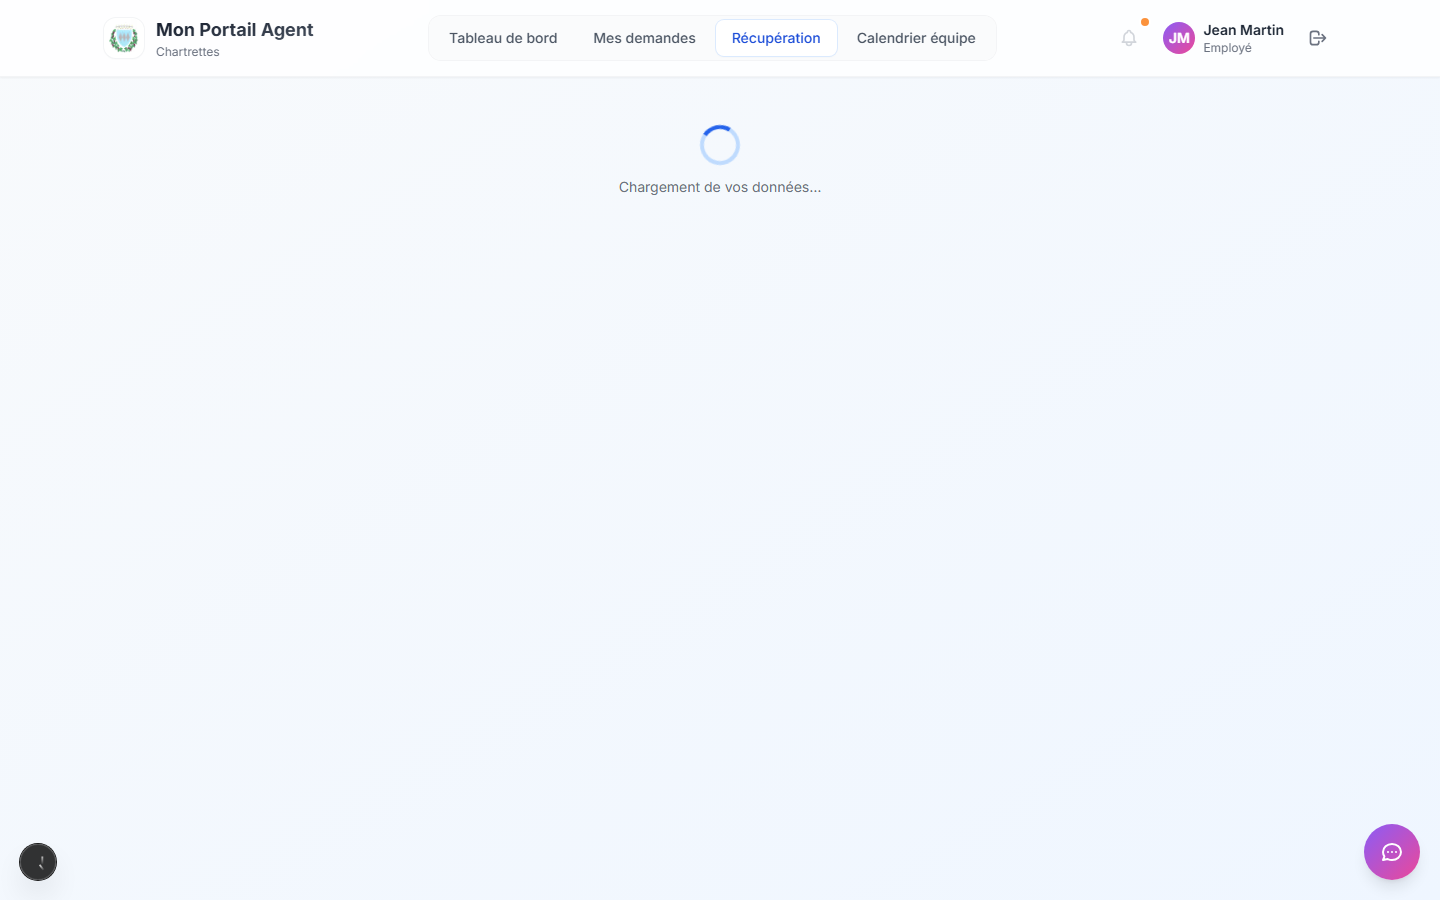 Mon Portail Agent
Chartrettes
Tableau de bord
Mes demandes
Récupération
Calendrier équipe
JM
Jean Martin
Employé
Chargement de vos données...